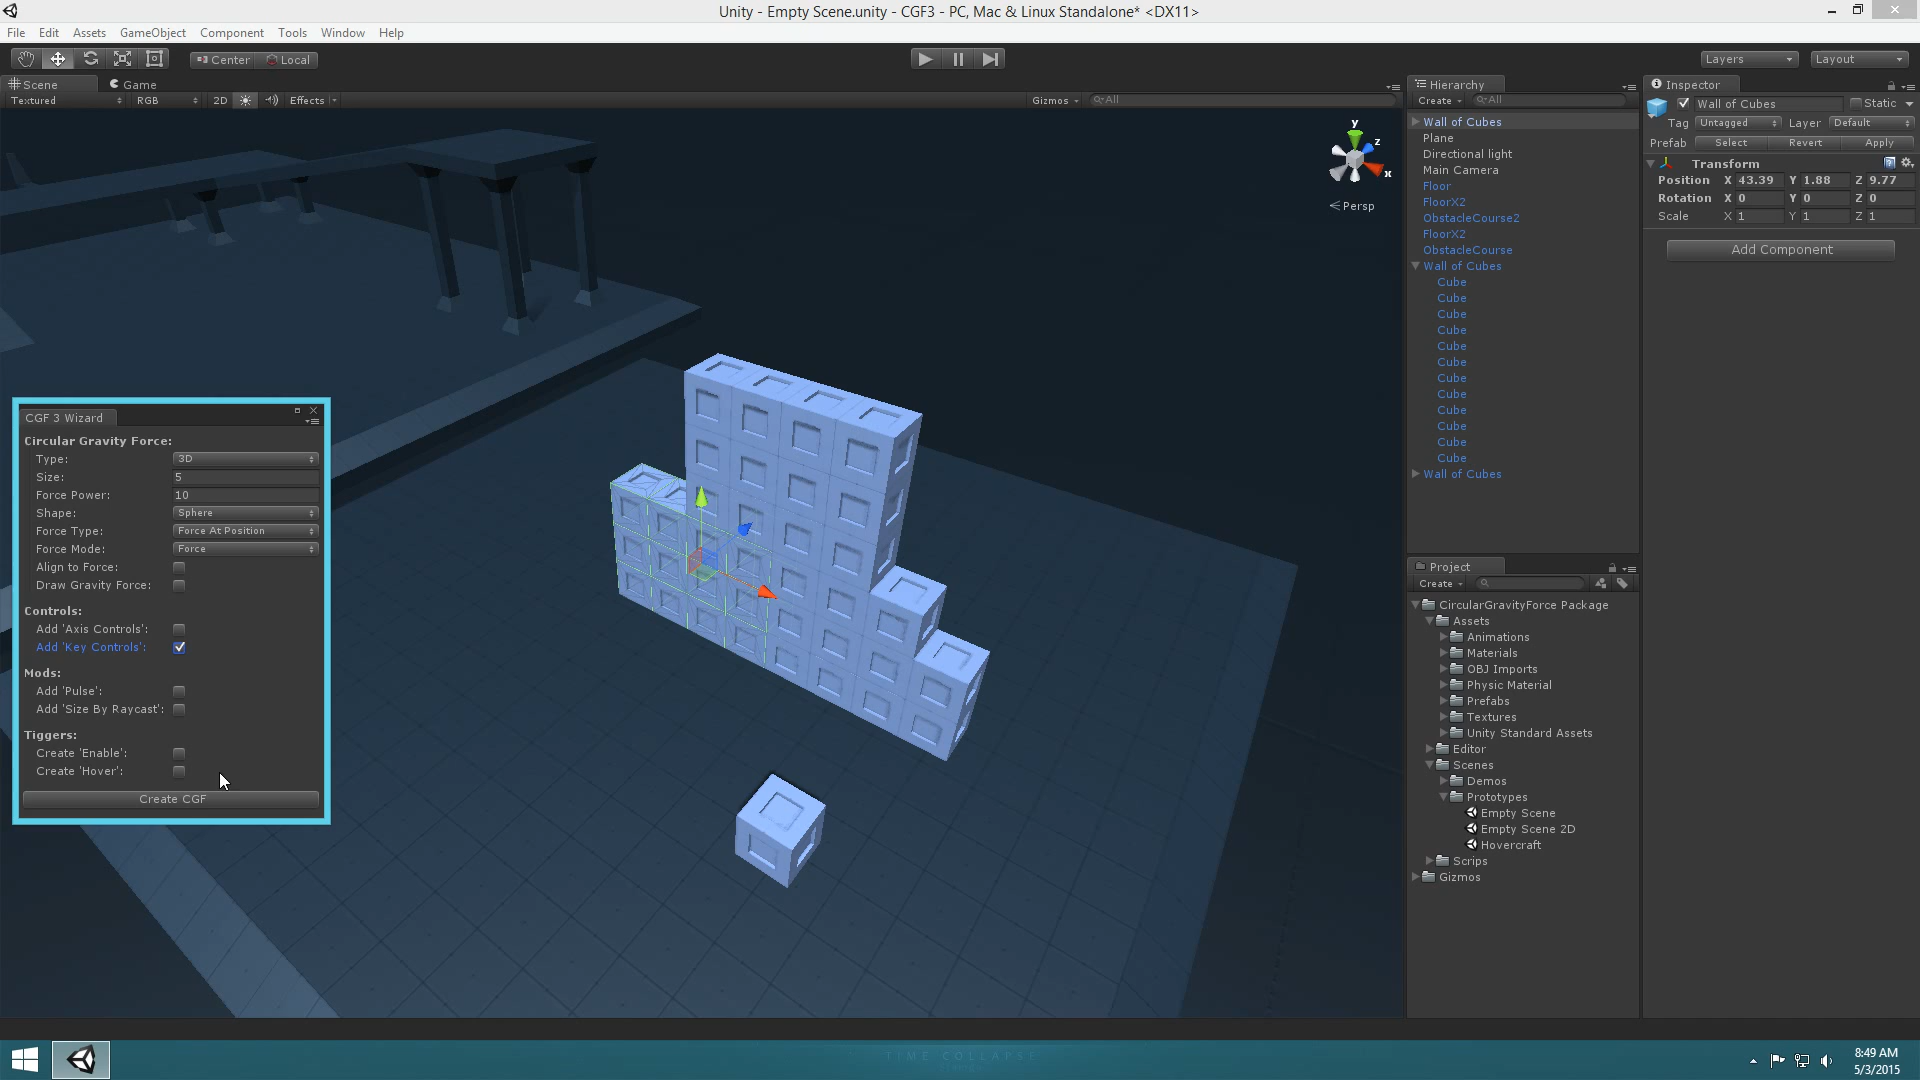 Unity - Empty Scene.unity - CGF3 - PC, Mac & Linux Standalone* <DX11>
File Edit Assets GameObject Component Tools Window Help
Center Local
Layers Layout
Scene Game
Textured RGB 2D Effects Gizmos All
y
z
x
Persp
CGF 3 Wizard
Circular Gravity Force:
Type: 3D
Size: 5
Force Power: 10
Shape: Sphere
Force Type: Force At Position
Force Mode: Force
Align to Force:
Draw Gravity Force:
Controls:
Add 'Axis Controls':
Add 'Key Controls':
Mods:
Add 'Pulse':
Add 'Size By Raycast':
Tiggers:
Create 'Enable':
Create 'Hover':
Create CGF
Hierarchy
Create All
Wall of Cubes
Plane
Directional light
Main Camera
Floor
FloorX2
ObstacleCourse2
FloorX2
ObstacleCourse
Wall of Cubes
Cube
Cube
Cube
Cube
Cube
Cube
Cube
Cube
Cube
Cube
Cube
Cube
Wall of Cubes
Project
Create
CircularGravityForce Package
Assets
Animations
Materials
OBJ Imports
Physic Material
Prefabs
Textures
Unity Standard Assets
Editor
Scenes
Demos
Prototypes
Empty Scene
Empty Scene 2D
Hovercraft
Scrips
Gizmos
Inspector
Wall of Cubes Static
Tag Untagged Layer Default
Prefab Select Revert Apply
Transform
Position X 43.39 Y 1.88 Z 9.77
Rotation X 0 Y 0 Z 0
Scale X 1 Y 1 Z 1
Add Component
TIME COLLAPSE
8:49 AM
5/3/2015